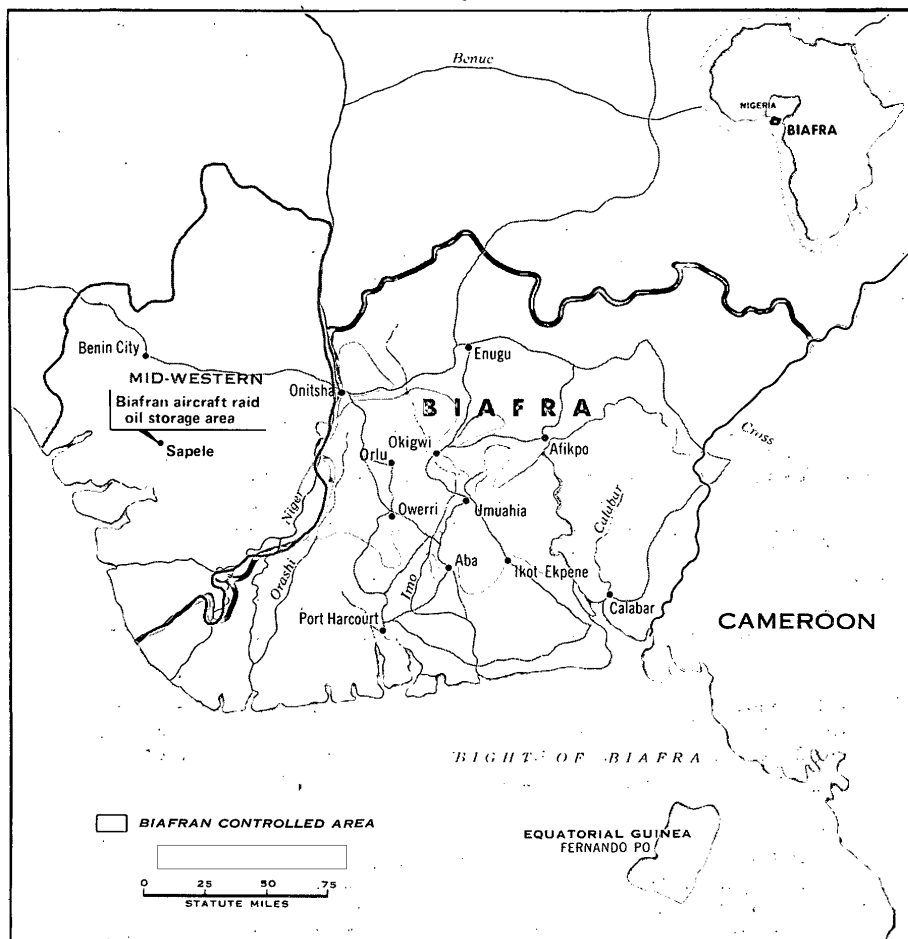 Benue
NIGERIA
BIAFRA
Benin City
MID-WESTERN
Biafran aircraft raid
oil storage area
Sapele
Onitsha
Enugu
BIAFRA
Okigwi
Orlu
Afikpo
Cross
Niger
Owerri
Umuahia
Calabar
Orashi
Imo
Aba
Ikot Ekpene
Port Harcourt
Calabar
CAMEROON
BIGHT OF BIAFRA
BIAFRAN CONTROLLED AREA
EQUATORIAL GUINEA
FERNANDO PO
0 25 50 75
STATUTE MILES